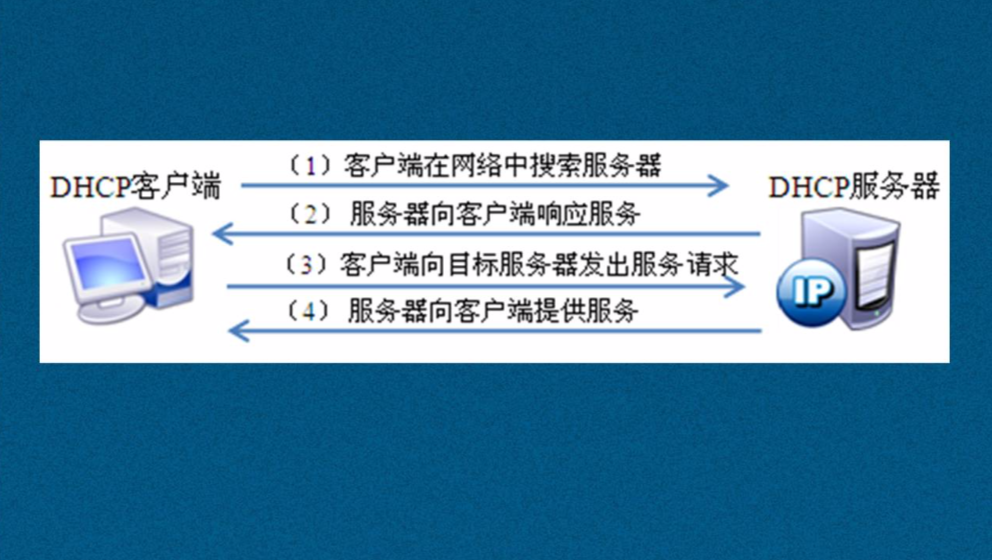 （1）客户端在网络中搜索服务器
DHCP客户端
DHCP服务器
（2） 服务器向客户端响应服务
（3）客户端向目标服务器发出服务请求
IP
（4） 服务器向客户端提供服务